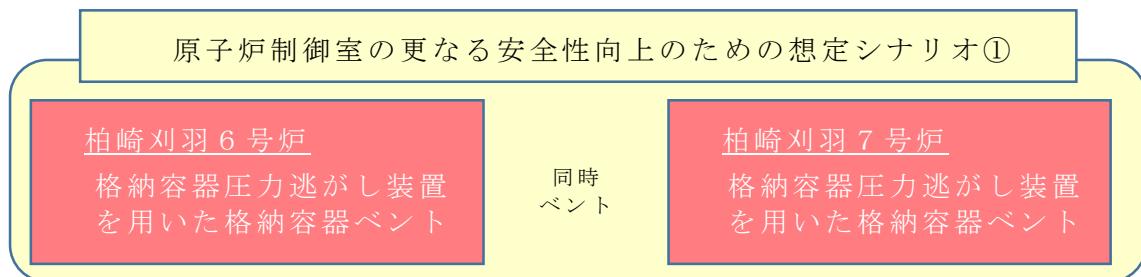 原子炉制御室の更なる安全性向上のための想定シナリオ①
柏崎刈羽６号炉
格納容器圧力逃がし装置
を用いた格納容器ベント
同時
ベント
柏崎刈羽７号炉
格納容器圧力逃がし装置
を用いた格納容器ベント